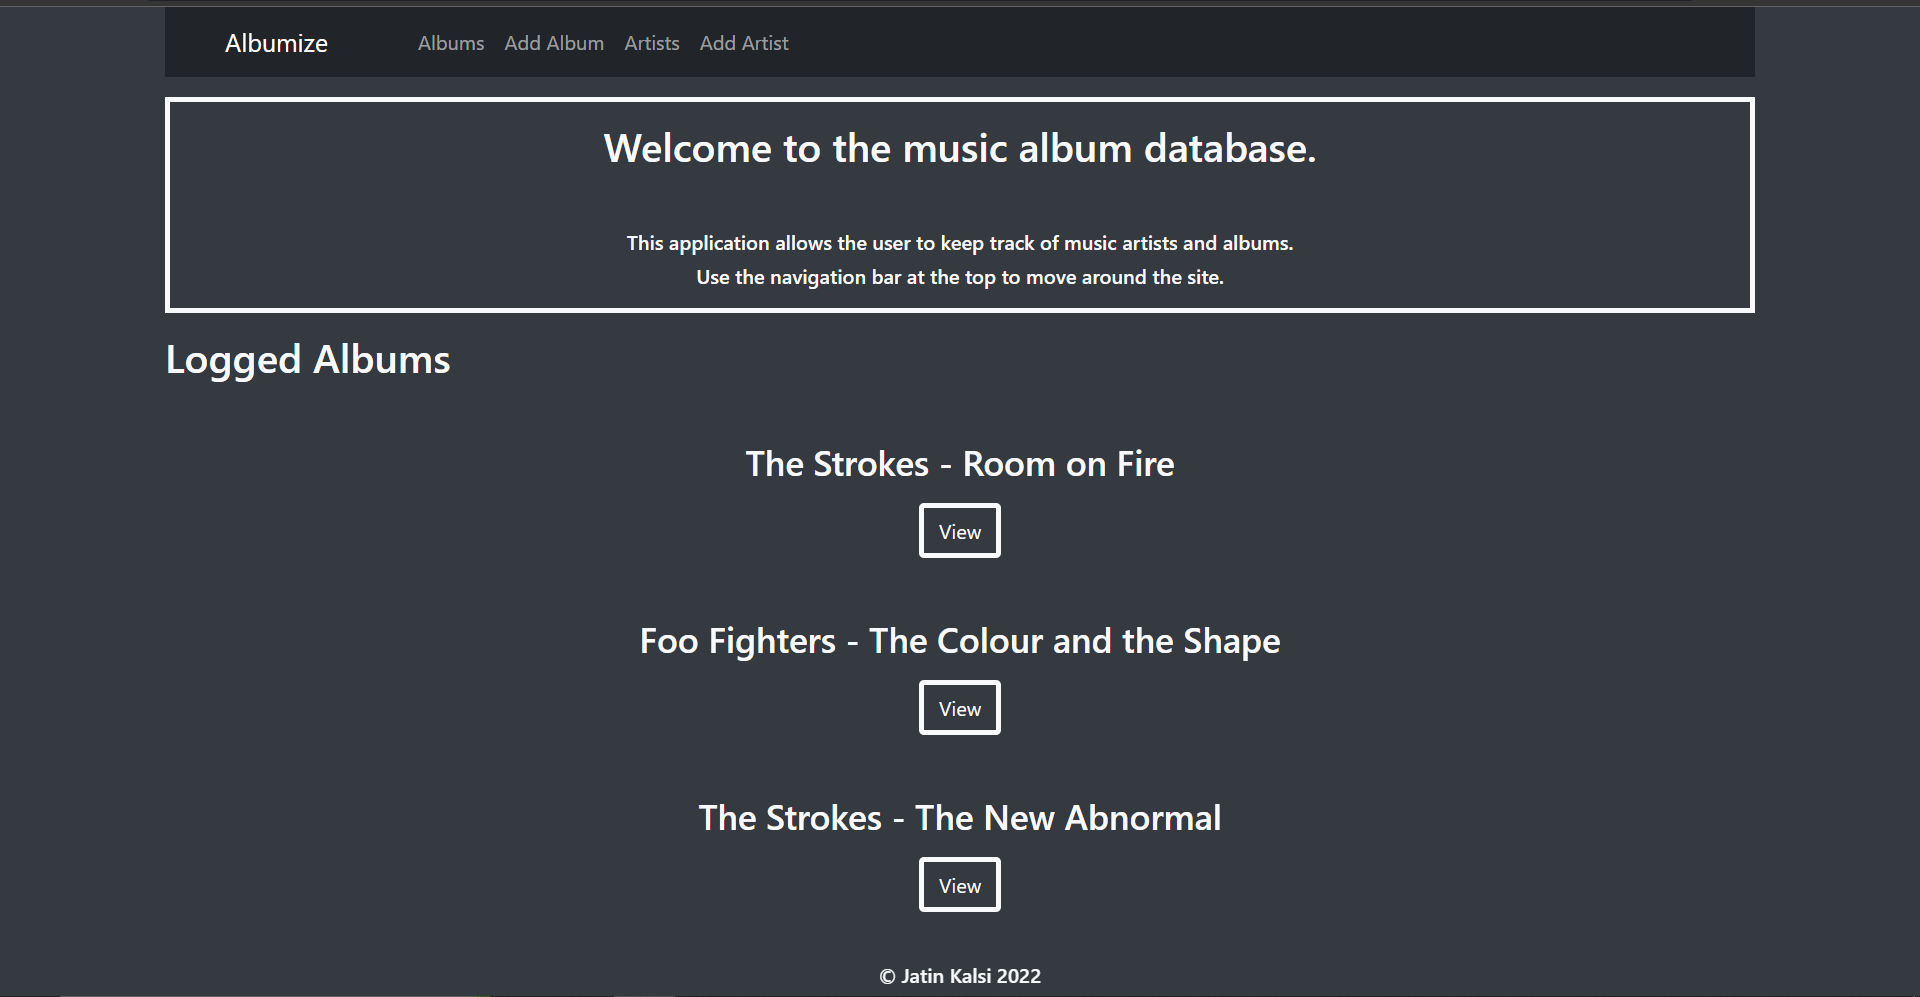 Albumize Albums Add Album Artists Add Artist
Welcome to the music album database.
This application allows the user to keep track of music artists and albums.
Use the navigation bar at the top to move around the site.
Logged Albums
The Strokes - Room on Fire
View
Foo Fighters - The Colour and the Shape
View
The Strokes - The New Abnormal
View
© Jatin Kalsi 2022